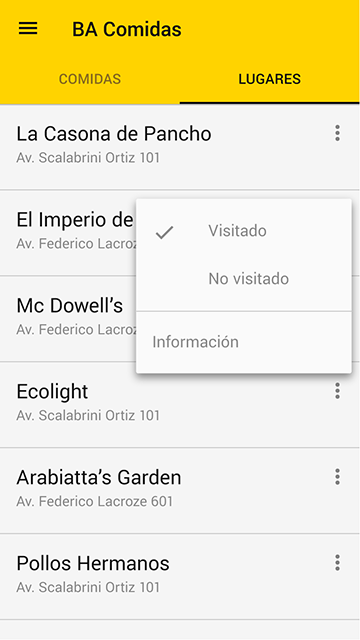 BA Comidas
COMIDAS
LUGARES
La Casona de Pancho
Av. Scalabrini Ortiz 101
El Imperio de
Av. Federico Lacroz
Visitado
No visitado
Información
Mc Dowell’s
Av. Federico Lacroz
Ecolight
Av. Scalabrini Ortiz 101
Arabiatta’s Garden
Av. Federico Lacroze 601
Pollos Hermanos
Av. Scalabrini Ortiz 101